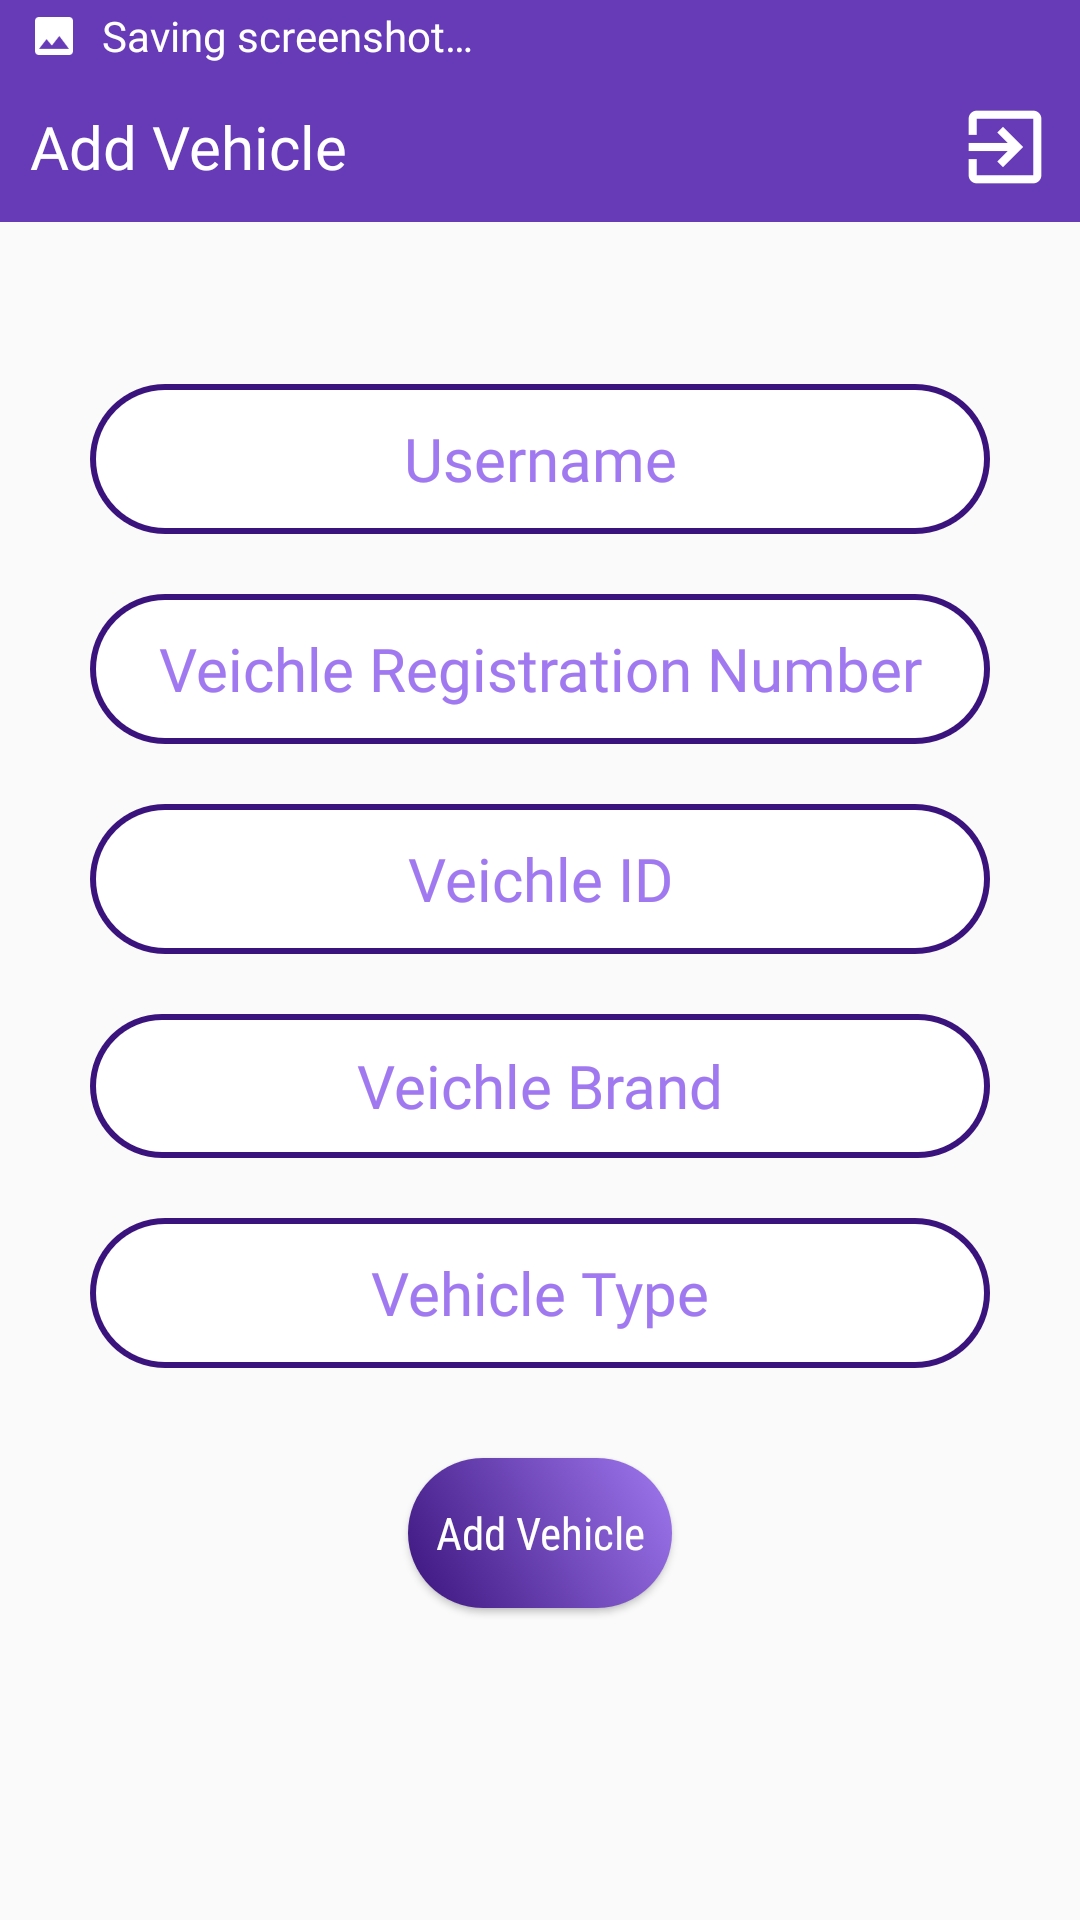 Saving screenshot...
Add Vehicle
Username
Veichle Registration Number
Veichle ID
Veichle Brand
Vehicle Type
Add Vehicle